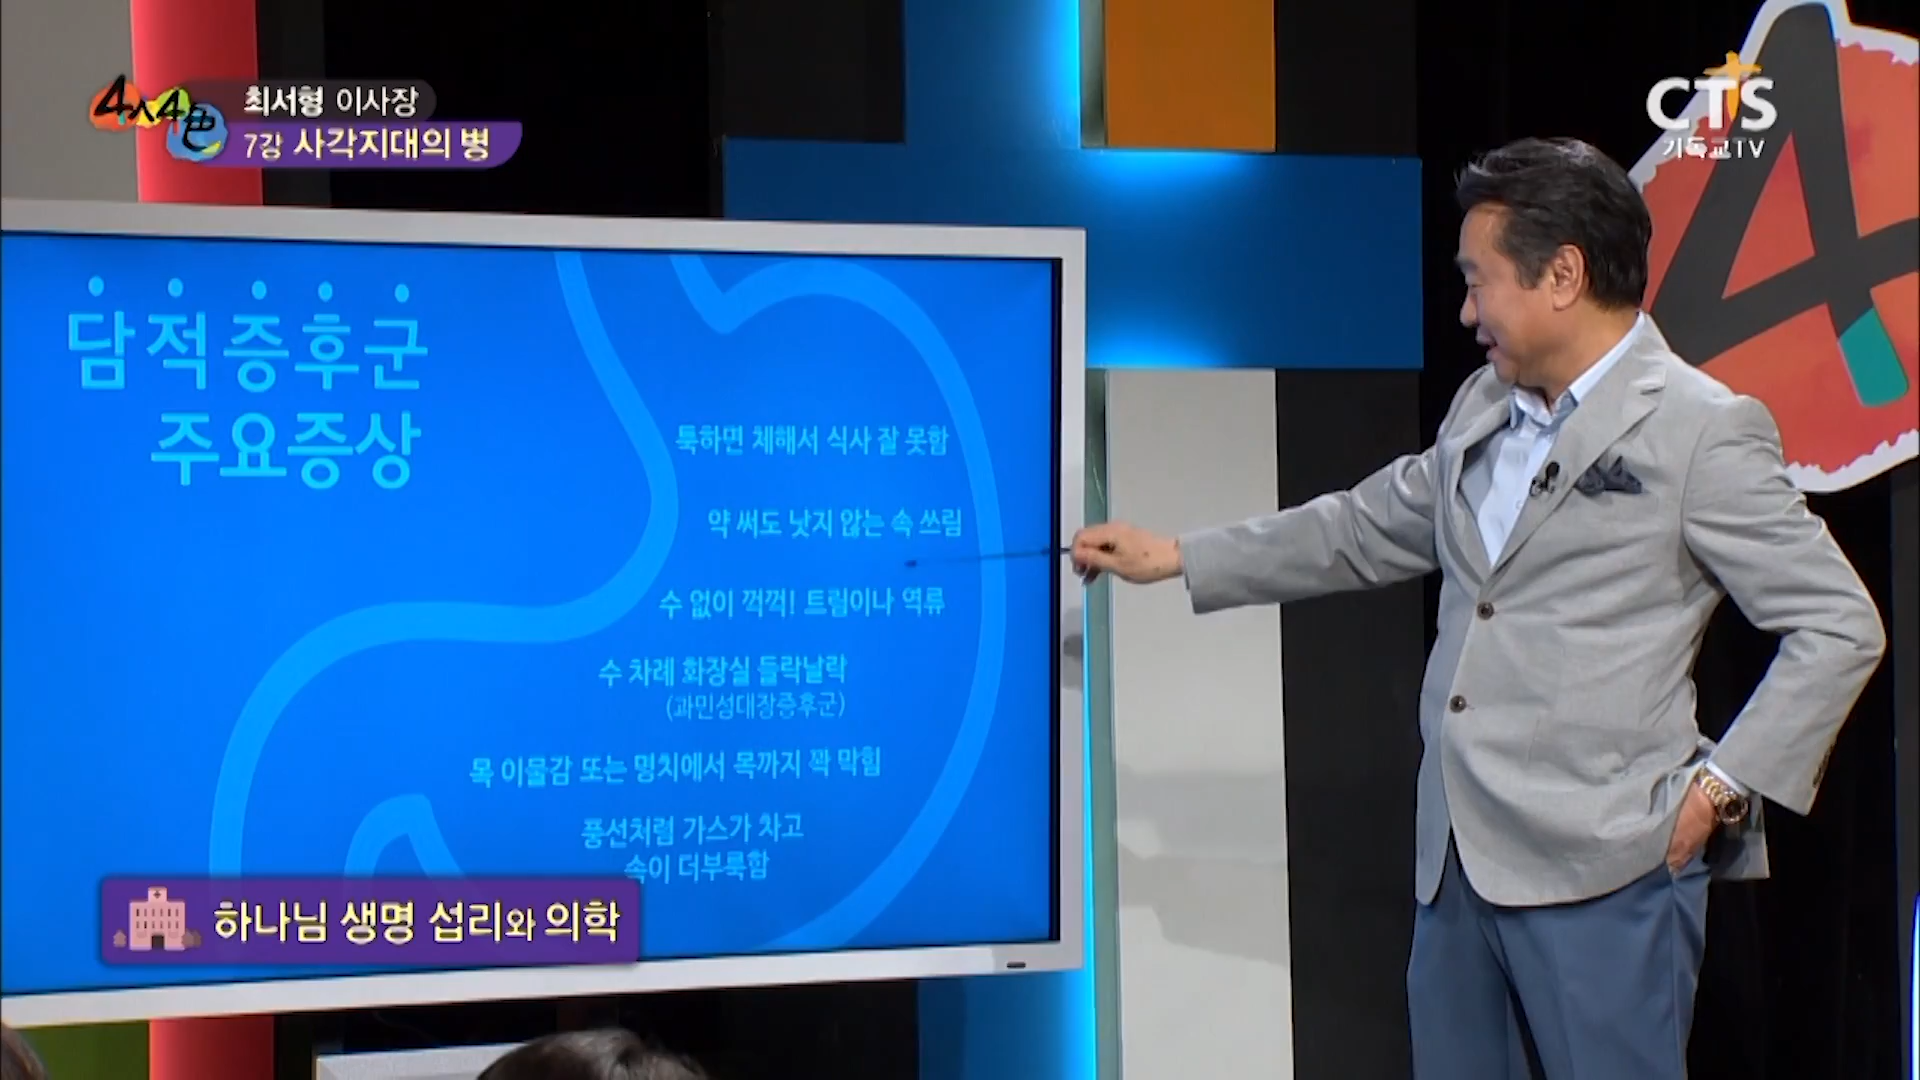 4人4色
최서형 이사장
7강 사각지대의 병
CTS
기독교TV
4
담적증후군
주요증상
툭하면 체해서 식사 잘 못함
약 써도 낫지 않는 속 쓰림
수 없이 꺽꺽! 트림이나 역류
수 차례 화장실 들락날락
(과민성대장증후군)
목 이물감 또는 명치에서 목까지 꽉 막힘
풍선처럼 가스가 차고
속이 더부룩함
하나님 생명 섭리와 의학